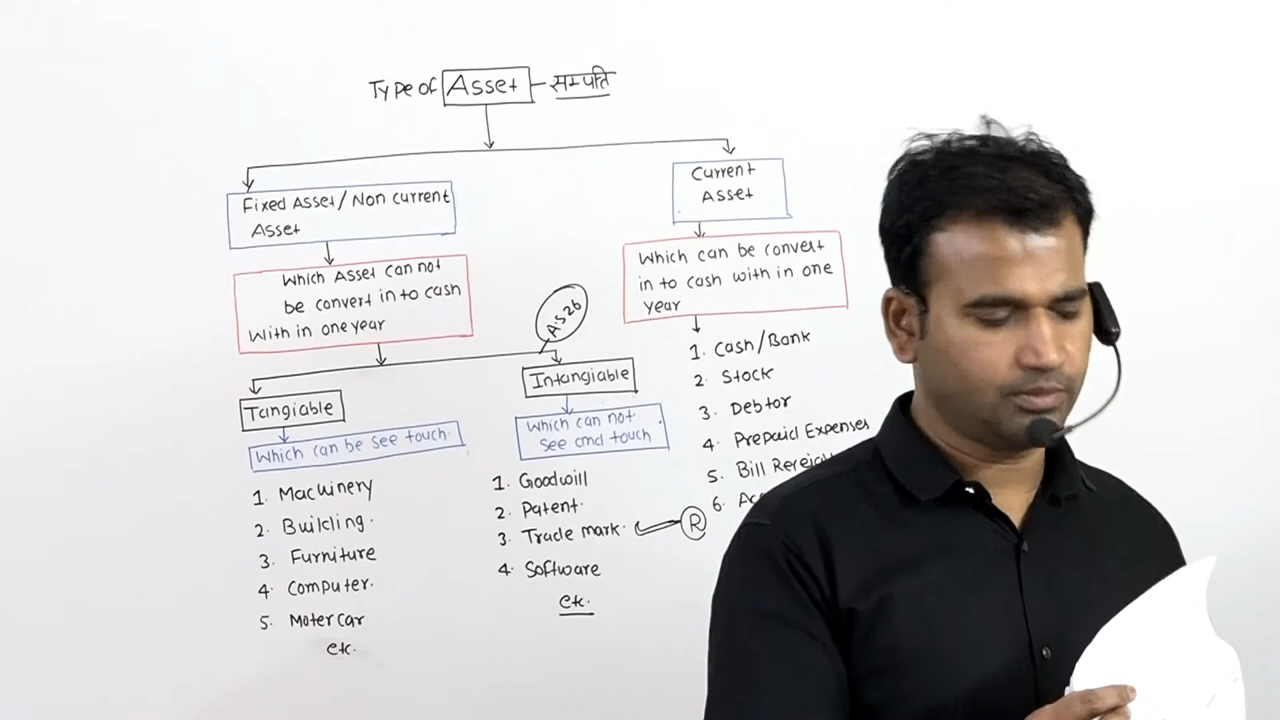 Type of Asset - सम्पति
Fixed Asset / Non current
Asset
Which Asset can not
be convert in to cash
With in one year
AS26
Tangiable
Which can be see touch.
1. Machinery
2. Building.
3. Furniture
4. Computer.
5. Motercar
etc.
Intangiable
Which can not.
see and touch
1. Goodwill
2. Patent.
3. Trade mark.
R
4. Software
etc.
Current
Asset
Which can be convert
in to cash with in one
year
1. Cash/Bank
2. Stock
3. Debtor
4. Prepaid Expenses
5. Bill
6.